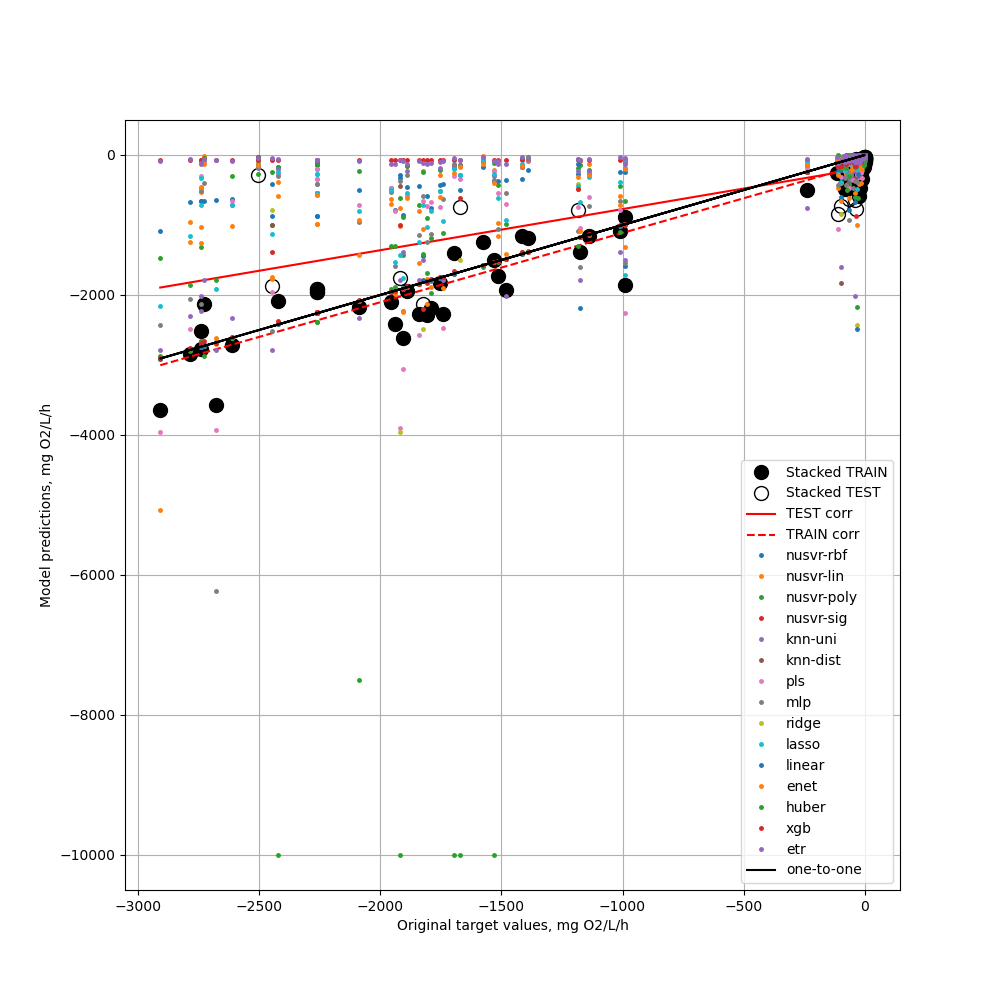 0
−2000
−4000
−6000
−8000
−10000
Model predictions, mg O2/L/h
Stacked TRAIN
Stacked TEST
TEST corr
TRAIN corr
nusvr-rbf
nusvr-lin
nusvr-poly
nusvr-sig
knn-uni
knn-dist
pls
mlp
ridge
lasso
linear
enet
huber
xgb
etr
one-to-one
−3000 −2500 −2000 −1500 −1000 −500 0
Original target values, mg O2/L/h